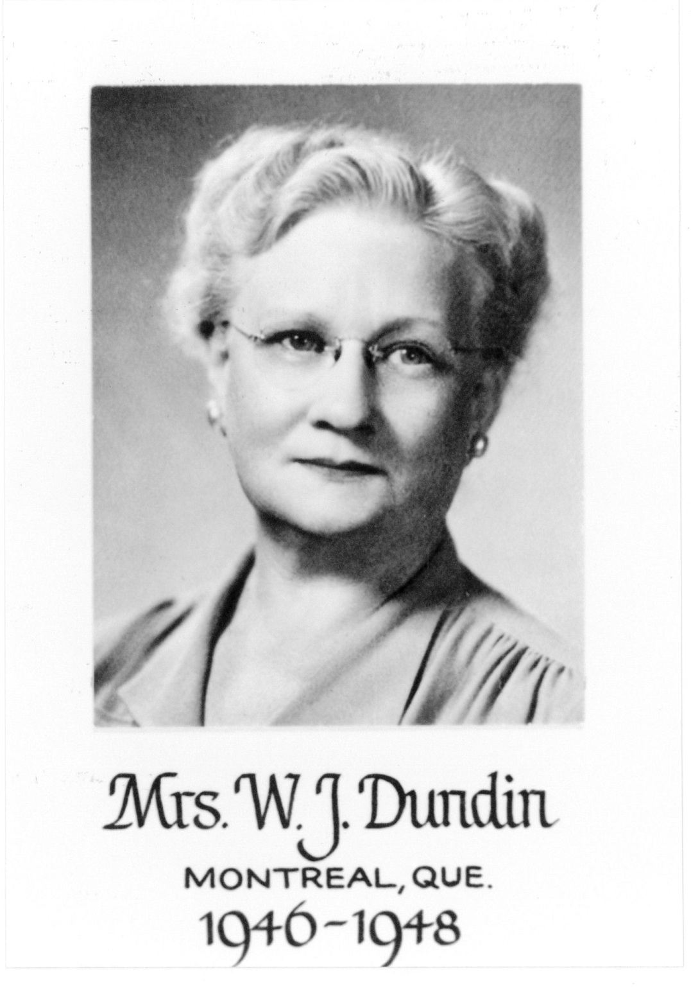 Mrs. W. J. Dundin
MONTREAL, QUE.
1946-1948